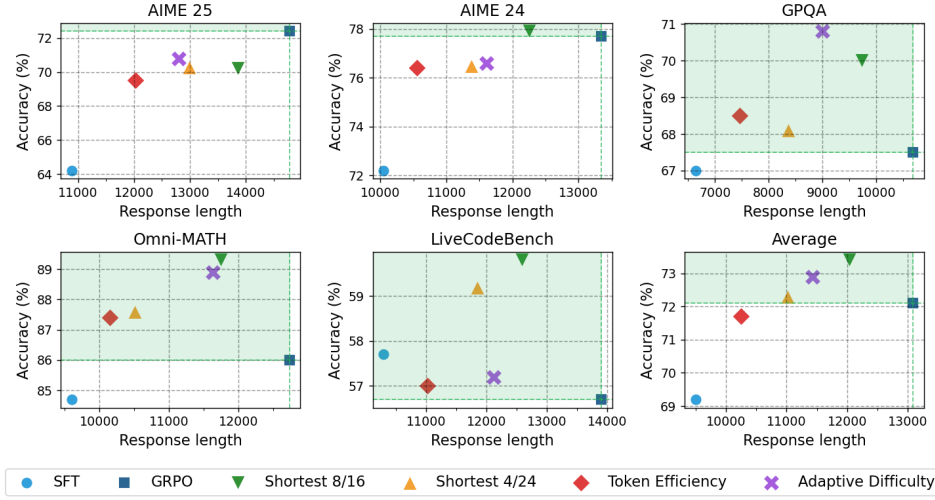 AIME 25
AIME 24
GPQA
Accuracy (%)
72
70
68
66
64
11000 12000 13000 14000
Response length
Accuracy (%)
78
76
74
72
10000 11000 12000 13000
Response length
Accuracy (%)
71
70
69
68
67
7000 8000 9000 10000
Response length
Omni-MATH
LiveCodeBench
Average
Accuracy (%)
89
88
87
86
85
10000 11000 12000
Response length
Accuracy (%)
59
58
57
11000 12000 13000 14000
Response length
Accuracy (%)
73
72
71
70
69
10000 11000 12000 13000
Response length
SFT GRPO Shortest 8/16 Shortest 4/24 Token Efficiency Adaptive Difficulty